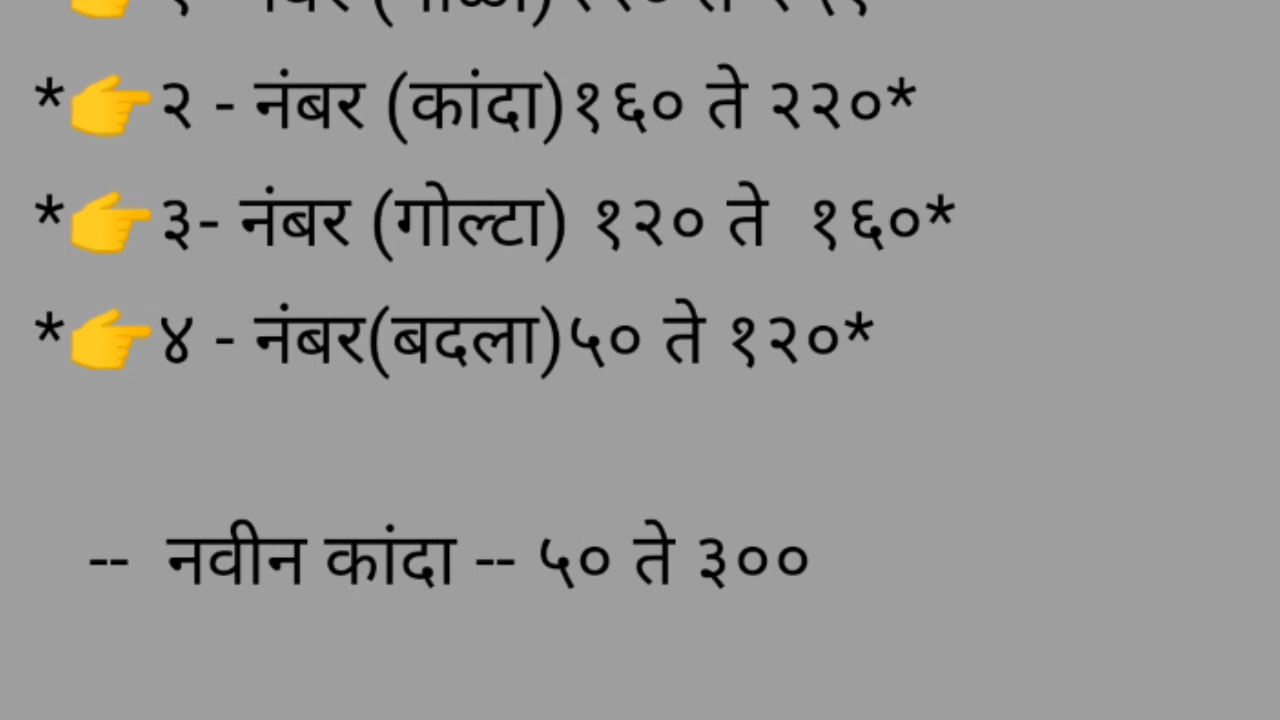 *👉२ - नंबर (कांदा)१६० ते २२०*
*👉३- नंबर (गोल्टा) १२० ते १६०*
*👉४ - नंबर(बदला)५० ते १२०*
-- नवीन कांदा -- ५० ते ३००